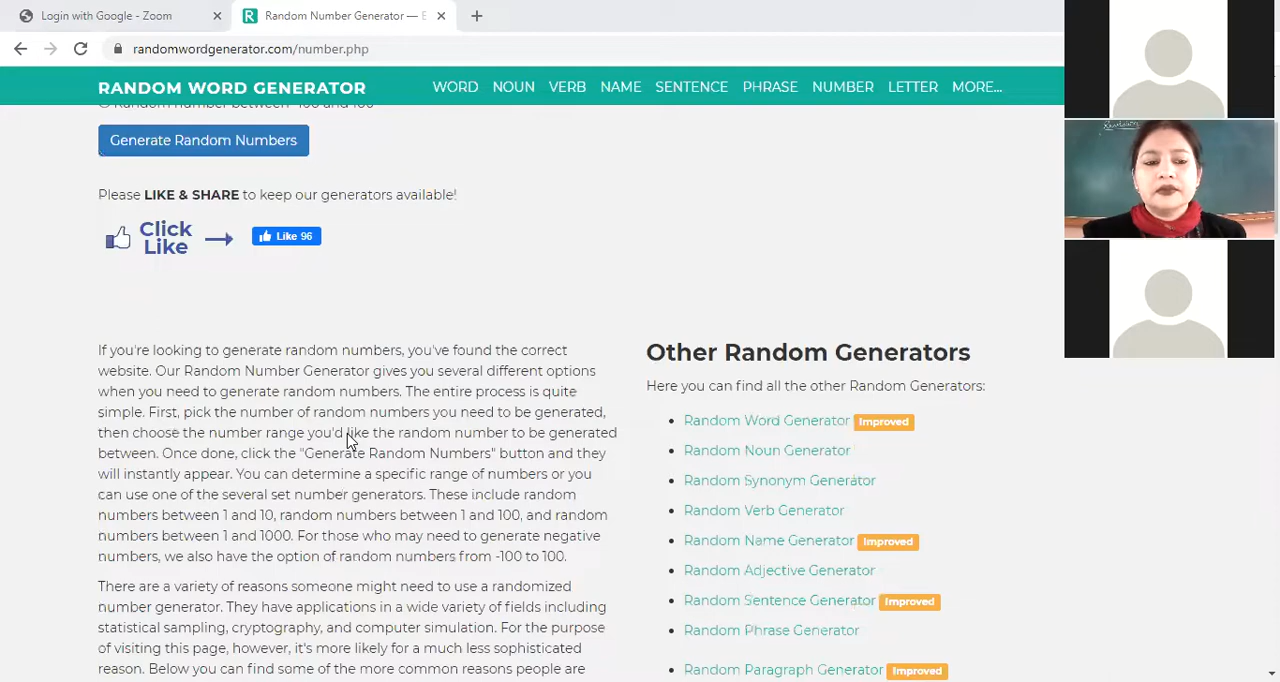 Login with Google - Zoom
Random Number Generator — E
randomwordgenerator.com/number.php
RANDOM WORD GENERATOR
WORD NOUN VERB NAME SENTENCE PHRASE NUMBER LETTER MORE...
Random number between -100 and 100
Generate Random Numbers
Please LIKE & SHARE to keep our generators available!
Click
Like
Like 96
If you're looking to generate random numbers, you've found the correct
website. Our Random Number Generator gives you several different options
when you need to generate random numbers. The entire process is quite
simple. First, pick the number of random numbers you need to be generated,
then choose the number range you'd like the random number to be generated
between. Once done, click the "Generate Random Numbers" button and they
will instantly appear. You can determine a specific range of numbers or you
can use one of the several set number generators. These include random
numbers between 1 and 10, random numbers between 1 and 100, and random
numbers between 1 and 1000. For those who may need to generate negative
numbers, we also have the option of random numbers from -100 to 100.
There are a variety of reasons someone might need to use a randomized
number generator. They have applications in a wide variety of fields including
statistical sampling, cryptography, and computer simulation. For the purpose
of visiting this page, however, it's more likely for a much less sophisticated
reason. Below you can find some of the more common reasons people are
Other Random Generators
Here you can find all the other Random Generators:
Random Word Generator Improved
Random Noun Generator
Random Synonym Generator
Random Verb Generator
Random Name Generator Improved
Random Adjective Generator
Random Sentence Generator Improved
Random Phrase Generator
Random Paragraph Generator Improved